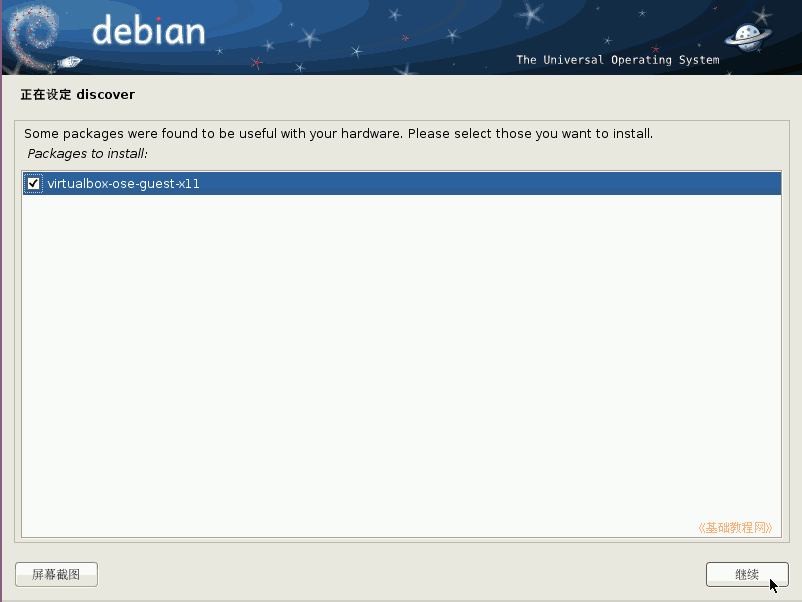 debian
The Universal Operating System
正在设定 discover
Some packages were found to be useful with your hardware. Please select those you want to install.
Packages to install:
virtualbox-ose-guest-x11
《基础教程网》
屏幕截图
继续